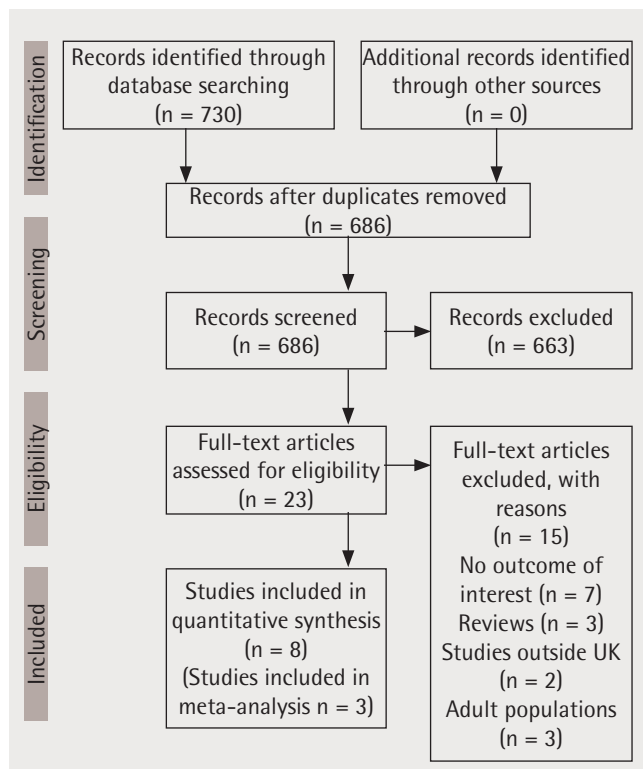 Identification
Records identified through
database searching
(n = 730)
Additional records identified
through other sources
(n = 0)
Records after duplicates removed
(n = 686)
Screening
Records screened
(n = 686)
Records excluded
(n = 663)
Eligibility
Full-text articles
assessed for eligibility
(n = 23)
Full-text articles
excluded, with
reasons
(n = 15)
No outcome of
interest (n = 7)
Reviews (n = 3)
Studies outside UK
(n = 2)
Adult populations
(n = 3)
Included
Studies included in
quantitative synthesis
(n = 8)
(Studies included in
meta-analysis n = 3)